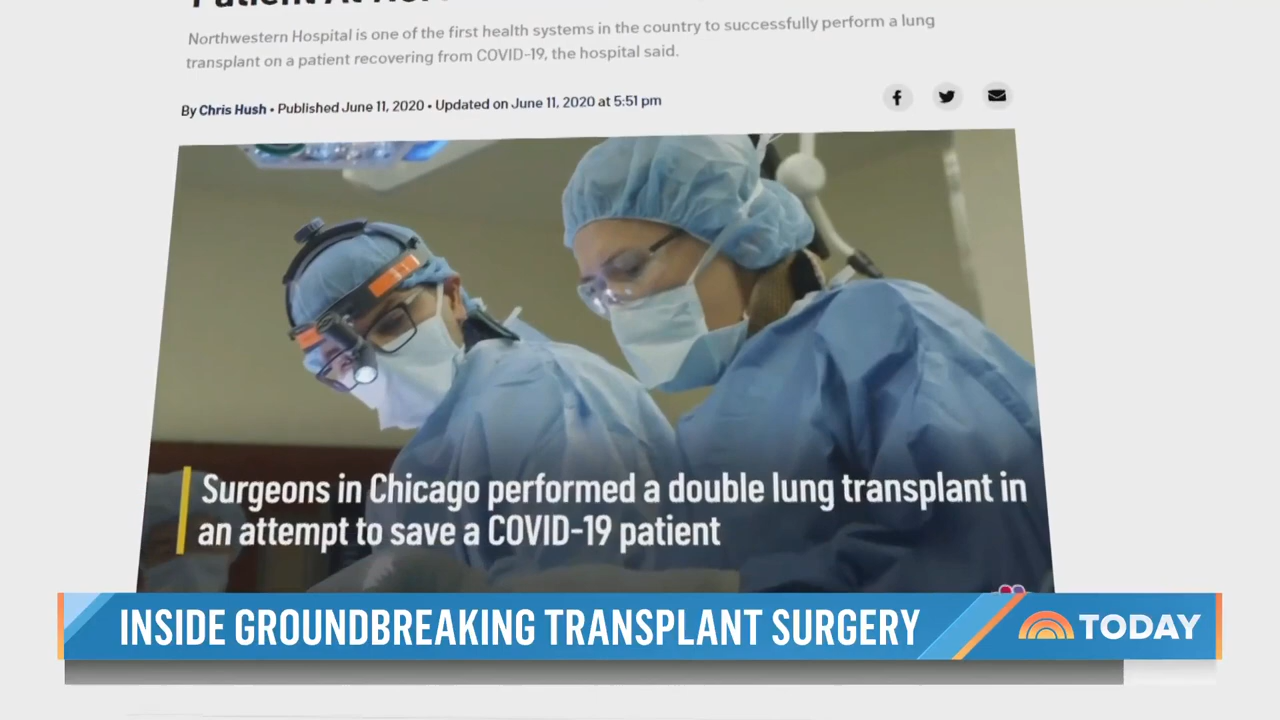 Northwestern Hospital is one of the first health systems in the country to successfully perform a lung
transplant on a patient recovering from COVID-19, the hospital said.
By Chris Hush • Published June 11, 2020 • Updated on June 11, 2020 at 5:51 pm
Surgeons in Chicago performed a double lung transplant in
an attempt to save a COVID-19 patient
INSIDE GROUNDBREAKING TRANSPLANT SURGERY
TODAY